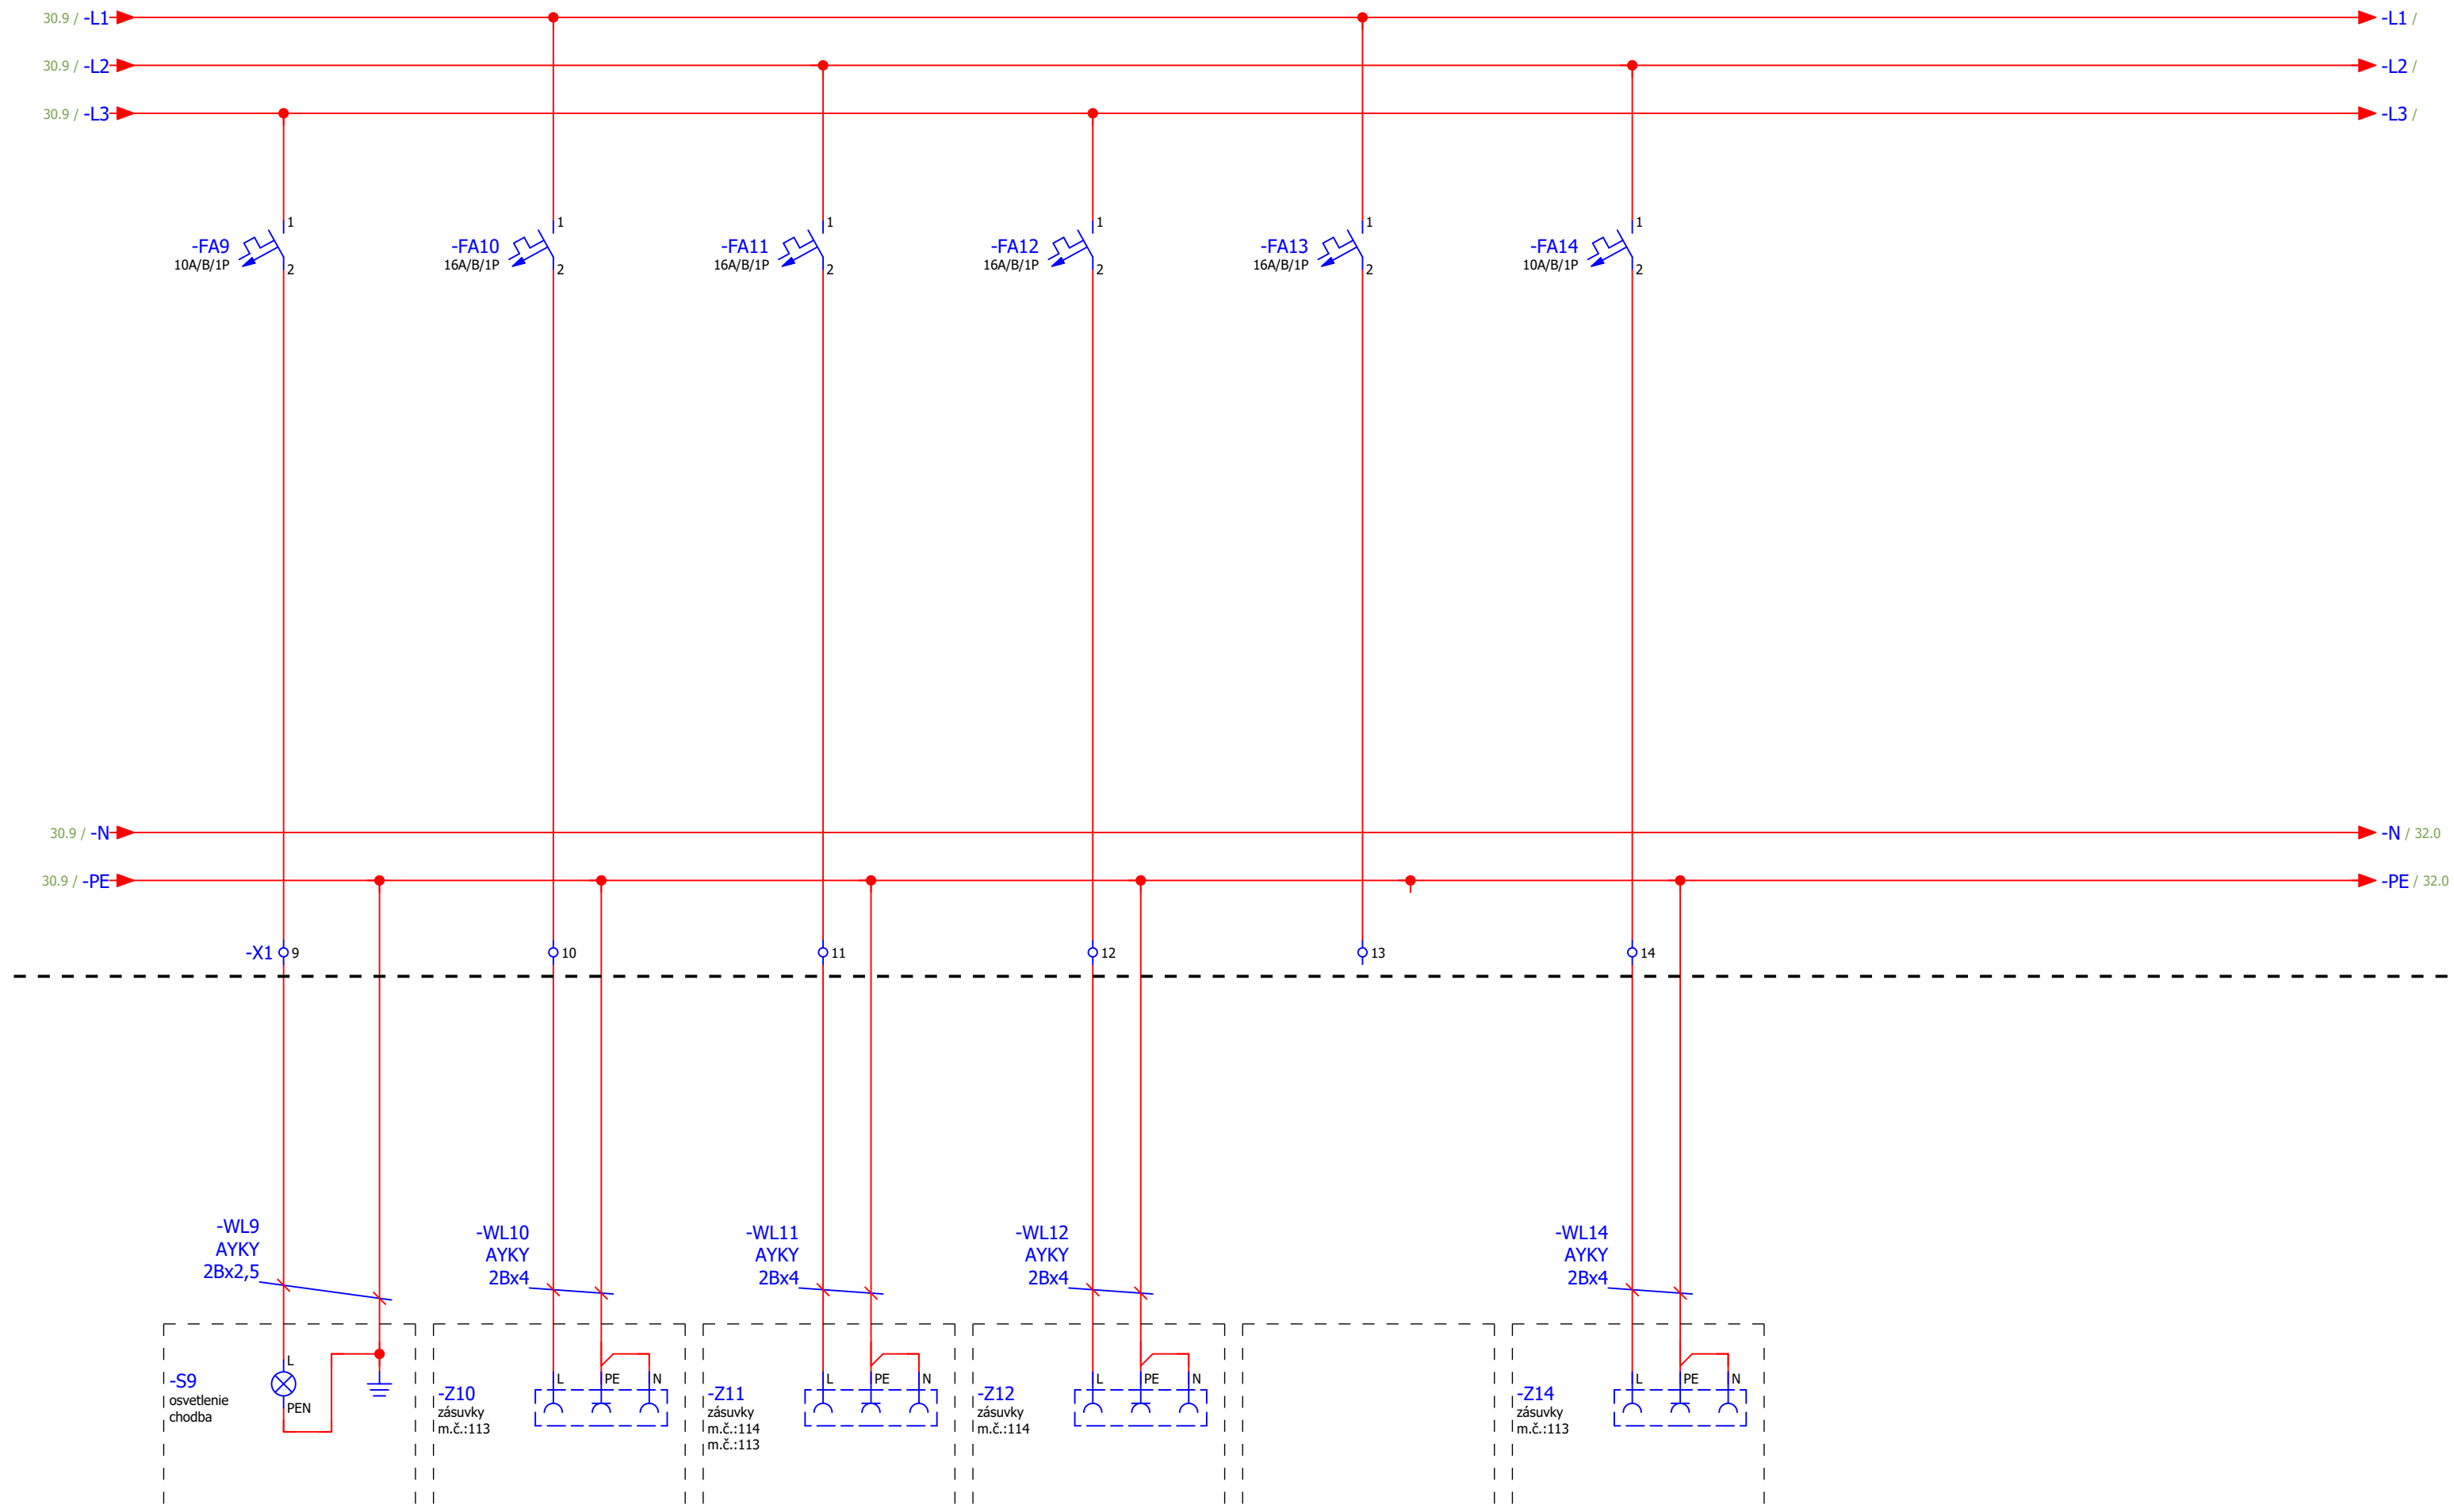 30.9 / -L1 -L1 /
30.9 / -L2 -L2 /
30.9 / -L3 -L3 /
1 1 1 1 1 1
-FA9 -FA10 -FA11 -FA12 -FA13 -FA14
10A/B/1P 16A/B/1P 16A/B/1P 16A/B/1P 16A/B/1P 10A/B/1P
2 2 2 2 2 2
30.9 / -N -N / 32.0
30.9 / -PE -PE / 32.0
-X1 9 10 11 12 13 14
-WL9
AYKY
2Bx2,5
-WL10
AYKY
2Bx4
-WL11
AYKY
2Bx4
-WL12
AYKY
2Bx4
-WL14
AYKY
2Bx4
L
-S9
osvetlenie
chodba
PEN
L PE N
-Z10
zásuvky
m.č.:113
L PE N
-Z11
zásuvky
m.č.:114
m.č.:113
L PE N
-Z12
zásuvky
m.č.:114
L PE N
-Z14
zásuvky
m.č.:113